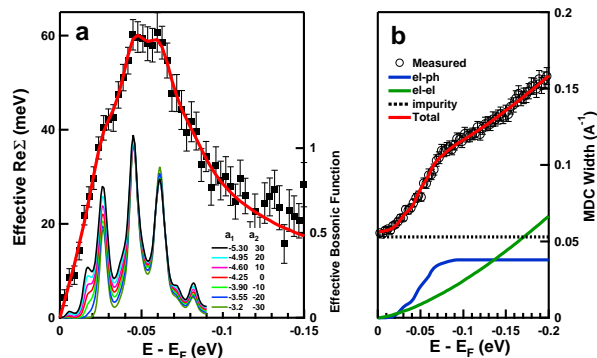 a
60
40
20
0
Effective ReΣ (meV)
1
0.5
0
Effective Bosonic Function
a1 a2
-5.30 30
-4.95 20
-4.60 10
-4.25 0
-3.90 -10
-3.55 -20
-3.2 -30
0 -0.05 -0.10 -0.15
E - EF (eV)
b
Measured
el-ph
el-el
impurity
Total
0.2
0.15
0.1
0.05
0
MDC Width (A-1)
0 -0.05 -0.10 -0.15 -0.2
E - EF (eV)